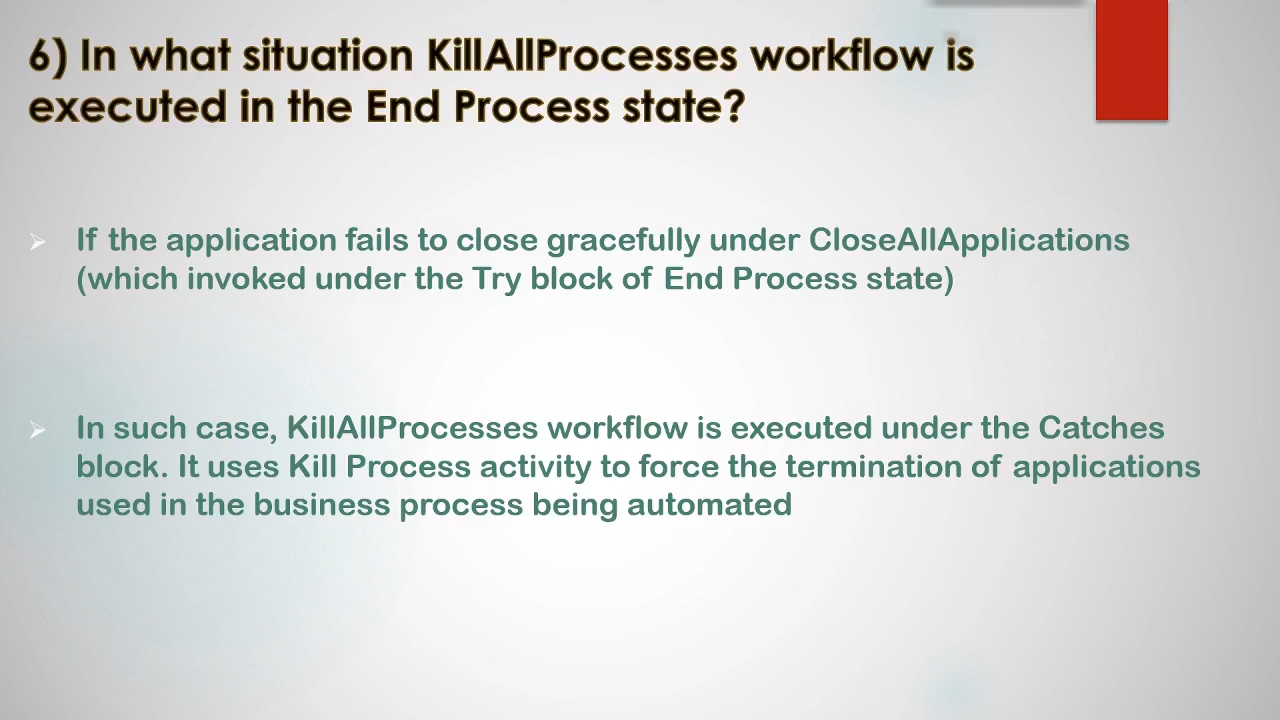 6) In what situation KillAllProcesses workflow is
executed in the End Process state?
If the application fails to close gracefully under CloseAllApplications
(which invoked under the Try block of End Process state)
In such case, KillAllProcesses workflow is executed under the Catches
block. It uses Kill Process activity to force the termination of applications
used in the business process being automated